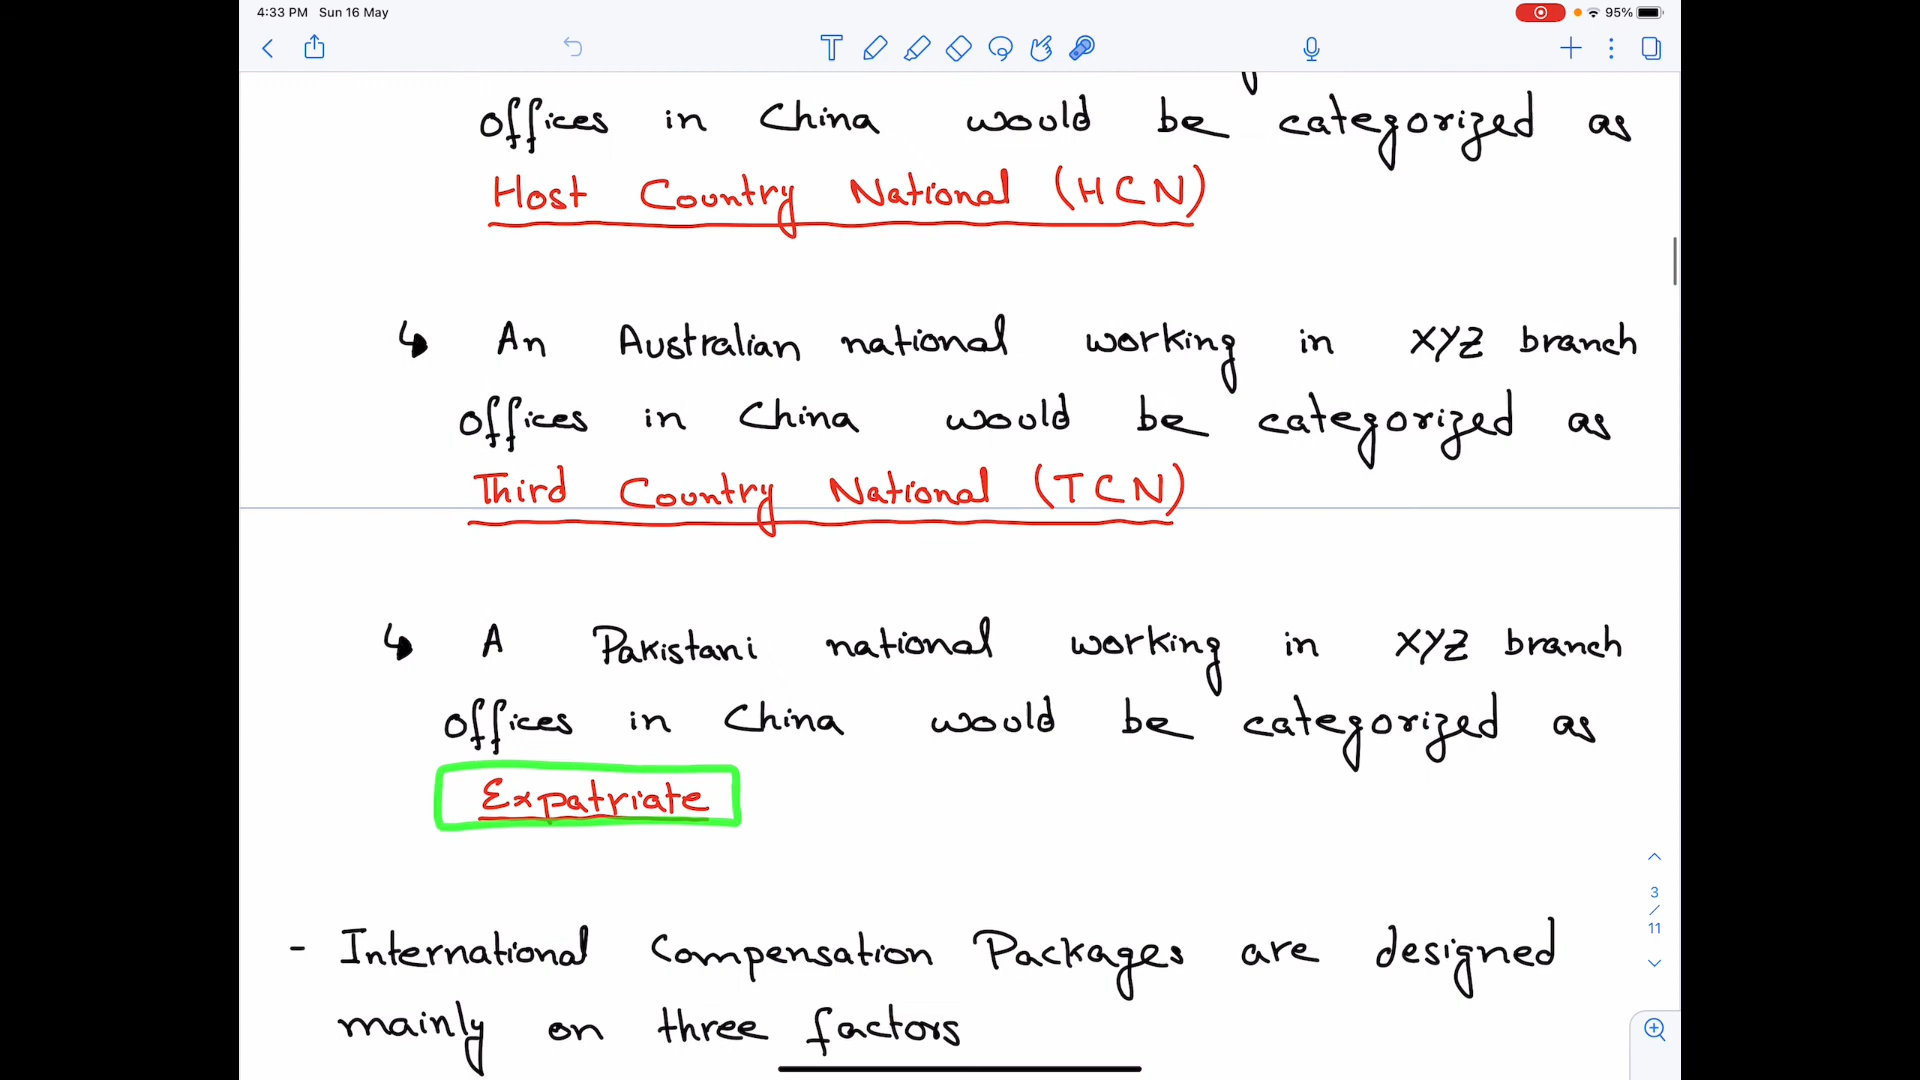 4:33 PM Sun 16 May
95%
offices in China would be categorized as
Host Country National (HCN)
An Australian national working in XYZ branch
offices in China would be categorized as
Third Country National (TCN)
A Pakistani national working in XYZ branch
offices in China would be categorized as
Expatriate
- International Compensation Packages are designed
mainly on three factors
3
/
11